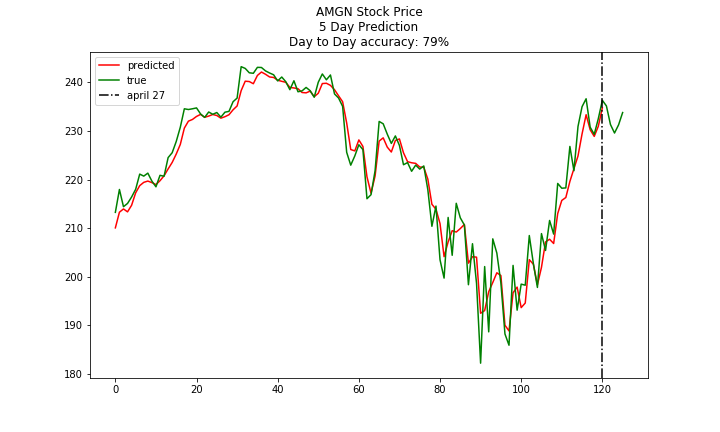 AMGN Stock Price
5 Day Prediction
Day to Day accuracy: 79%
predicted
true
april 27
240
230
220
210
200
190
180
0 20 40 60 80 100 120